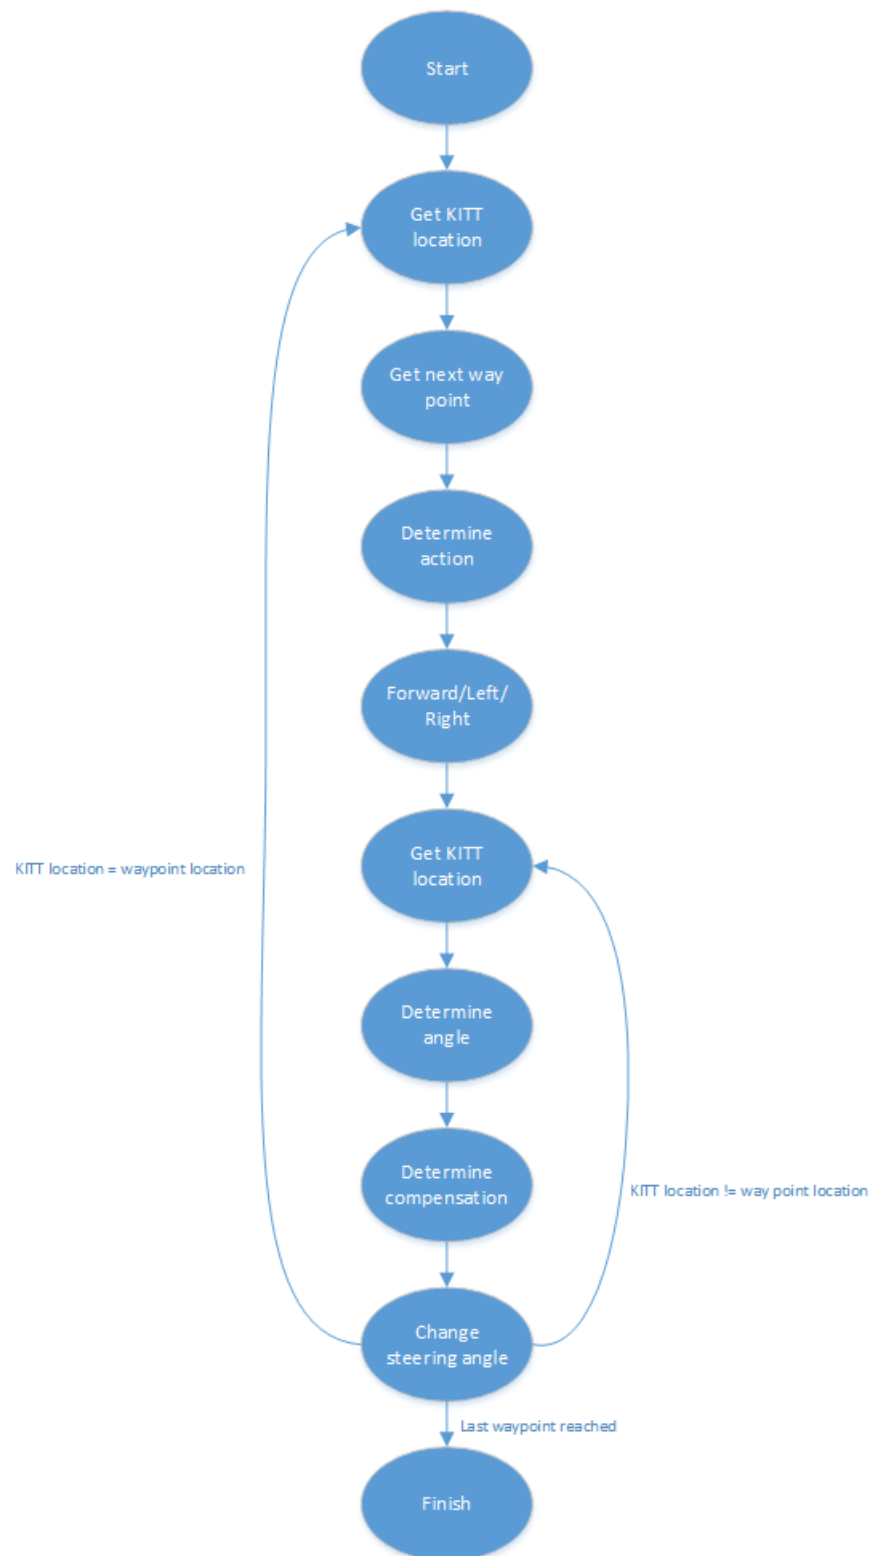 Start
Get KITT
location
Get next way
point
Determine
action
Forward/Left/
Right
Get KITT
location
KITT location = waypoint location
Determine
angle
Determine
compensation
KITT location != way point location
Change
steering angle
Last waypoint reached
Finish